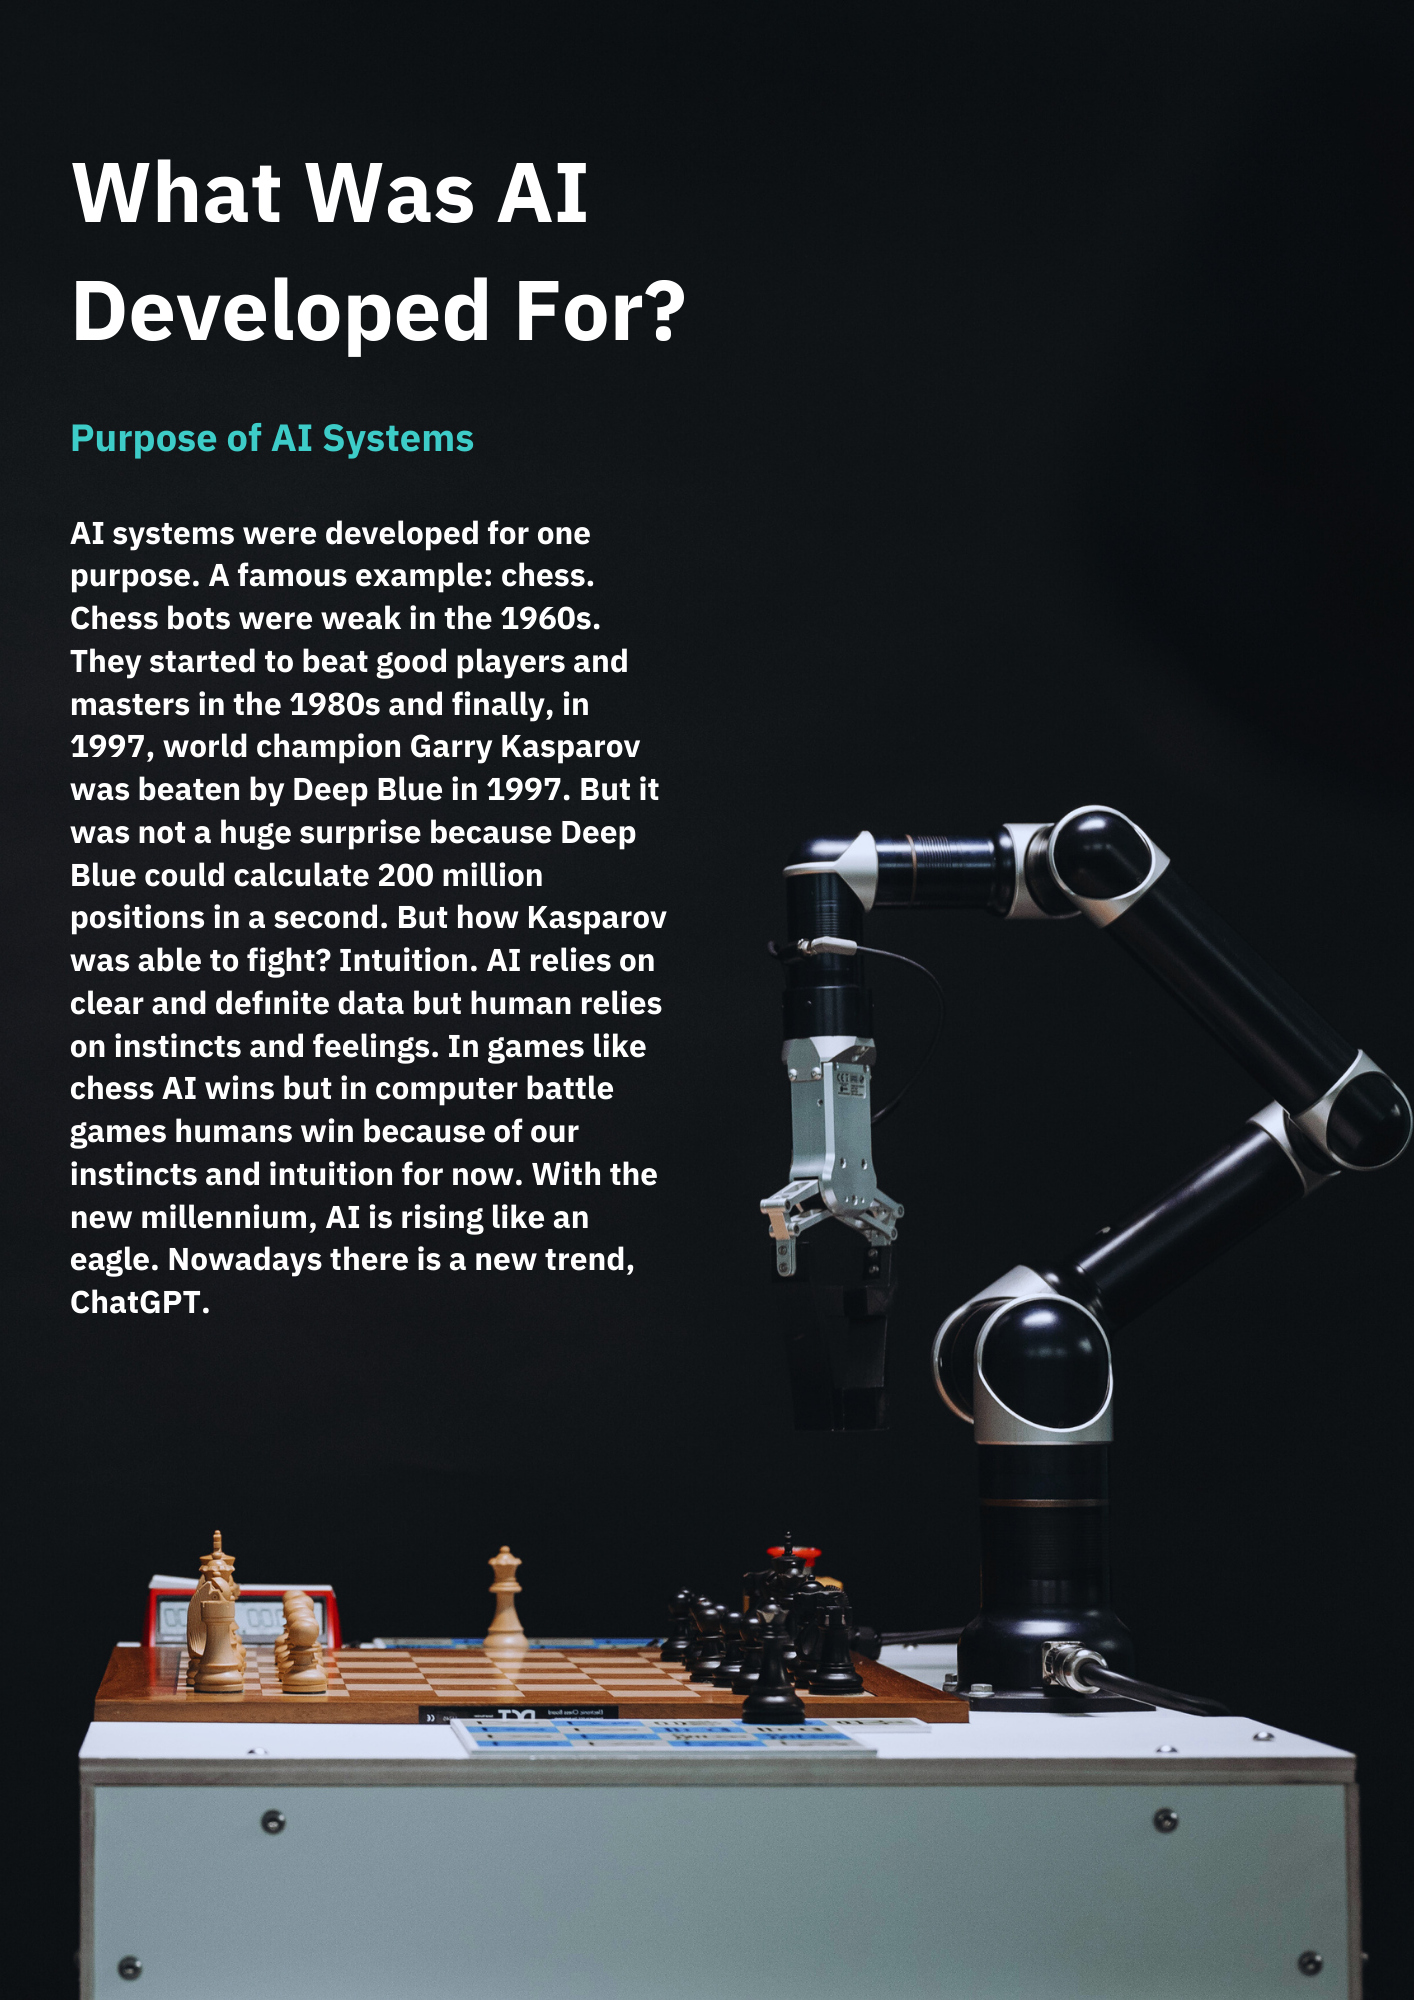 What Was AI
Developed For?
Purpose of AI Systems
AI systems were developed for one
purpose. A famous example: chess.
Chess bots were weak in the 1960s.
They started to beat good players and
masters in the 1980s and finally, in
1997, world champion Garry Kasparov
was beaten by Deep Blue in 1997. But it
was not a huge surprise because Deep
Blue could calculate 200 million
positions in a second. But how Kasparov
was able to fight? Intuition. AI relies on
clear and definite data but human relies
on instincts and feelings. In games like
chess AI wins but in computer battle
games humans win because of our
instincts and intuition for now. With the
new millennium, AI is rising like an
eagle. Nowadays there is a new trend,
ChatGPT.